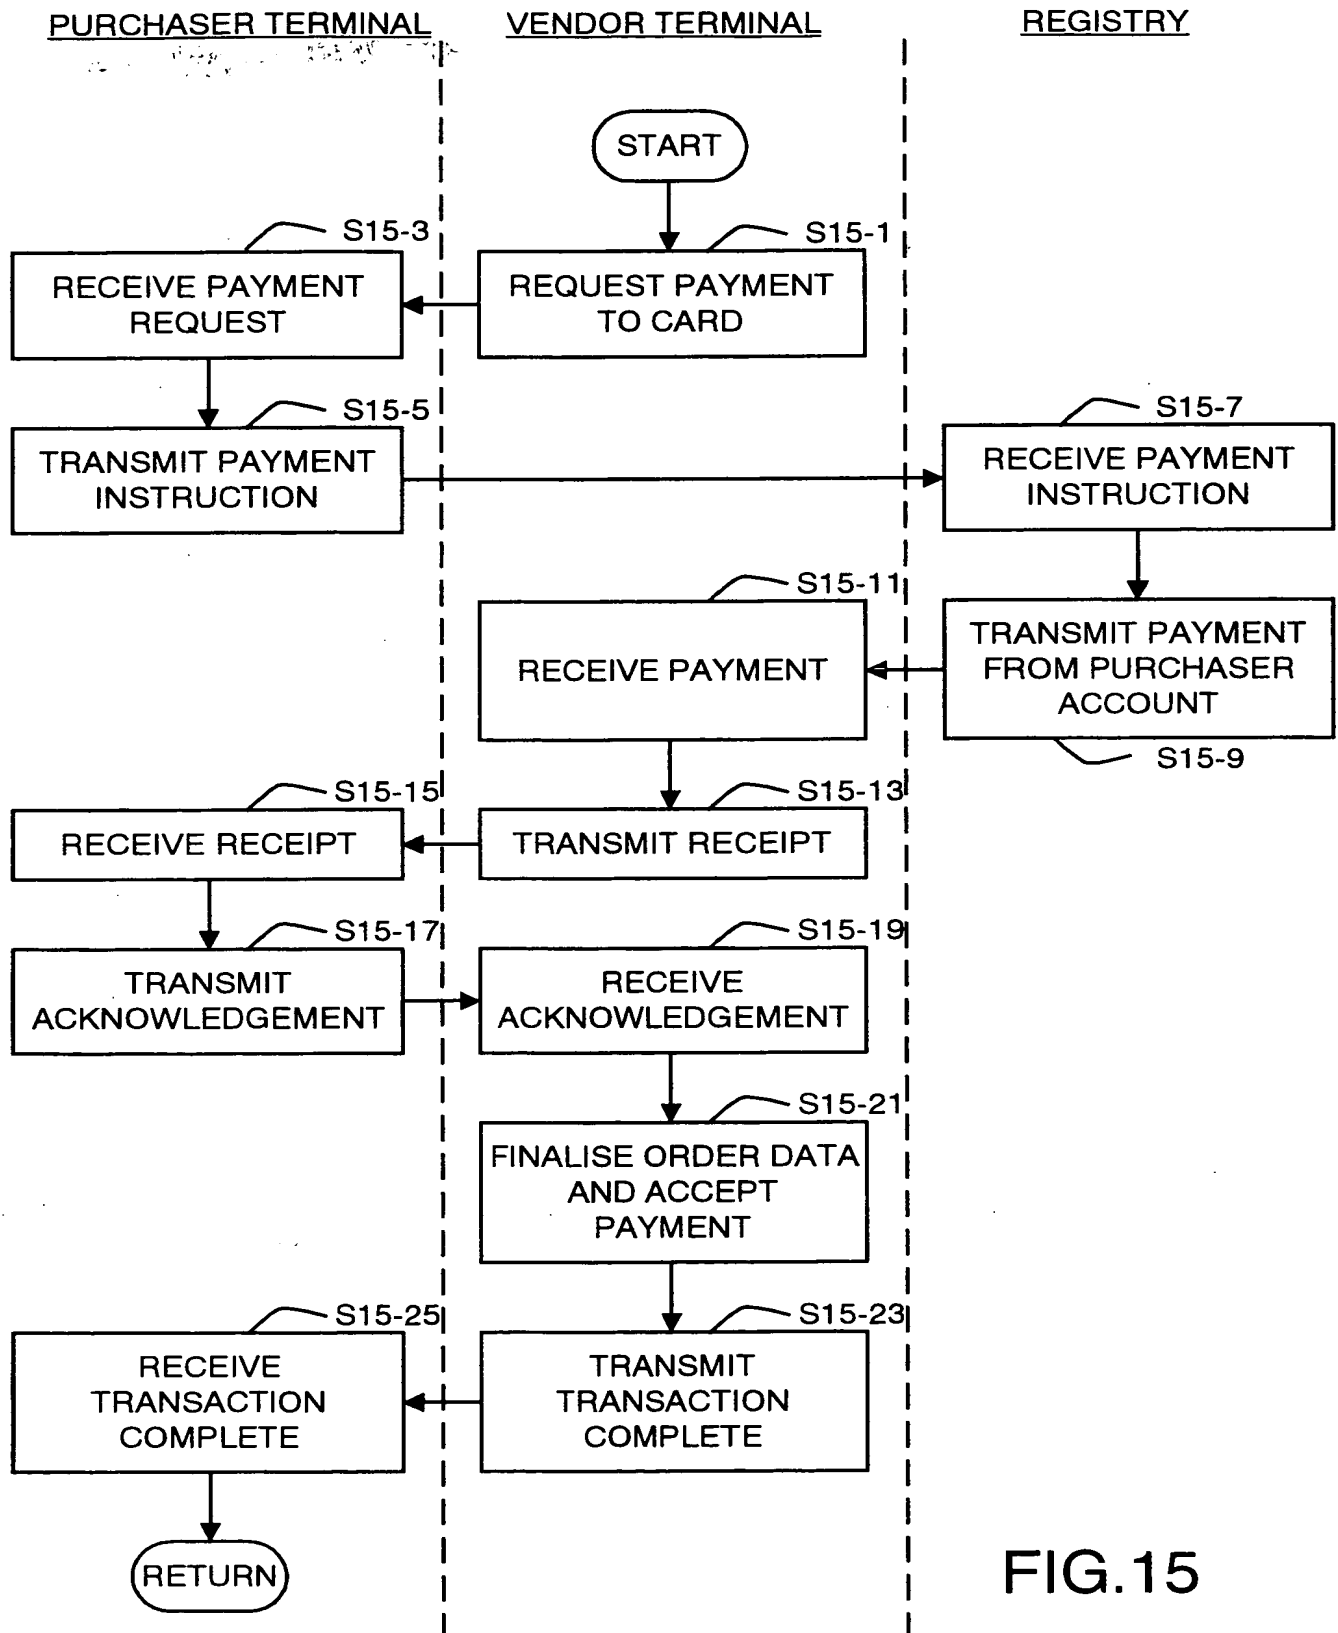 PURCHASER TERMINAL
VENDOR TERMINAL
REGISTRY
START
S15-3
S15-1
RECEIVE PAYMENT
REQUEST
REQUEST PAYMENT
TO CARD
S15-5
S15-7
TRANSMIT PAYMENT
INSTRUCTION
RECEIVE PAYMENT
INSTRUCTION
S15-11
RECEIVE PAYMENT
TRANSMIT PAYMENT
FROM PURCHASER
ACCOUNT
S15-9
S15-15
S15-13
RECEIVE RECEIPT
TRANSMIT RECEIPT
S15-17
S15-19
TRANSMIT
ACKNOWLEDGEMENT
RECEIVE
ACKNOWLEDGEMENT
S15-21
FINALISE ORDER DATA
AND ACCEPT
PAYMENT
S15-25
S15-23
RECEIVE
TRANSACTION
COMPLETE
TRANSMIT
TRANSACTION
COMPLETE
RETURN
FIG.15